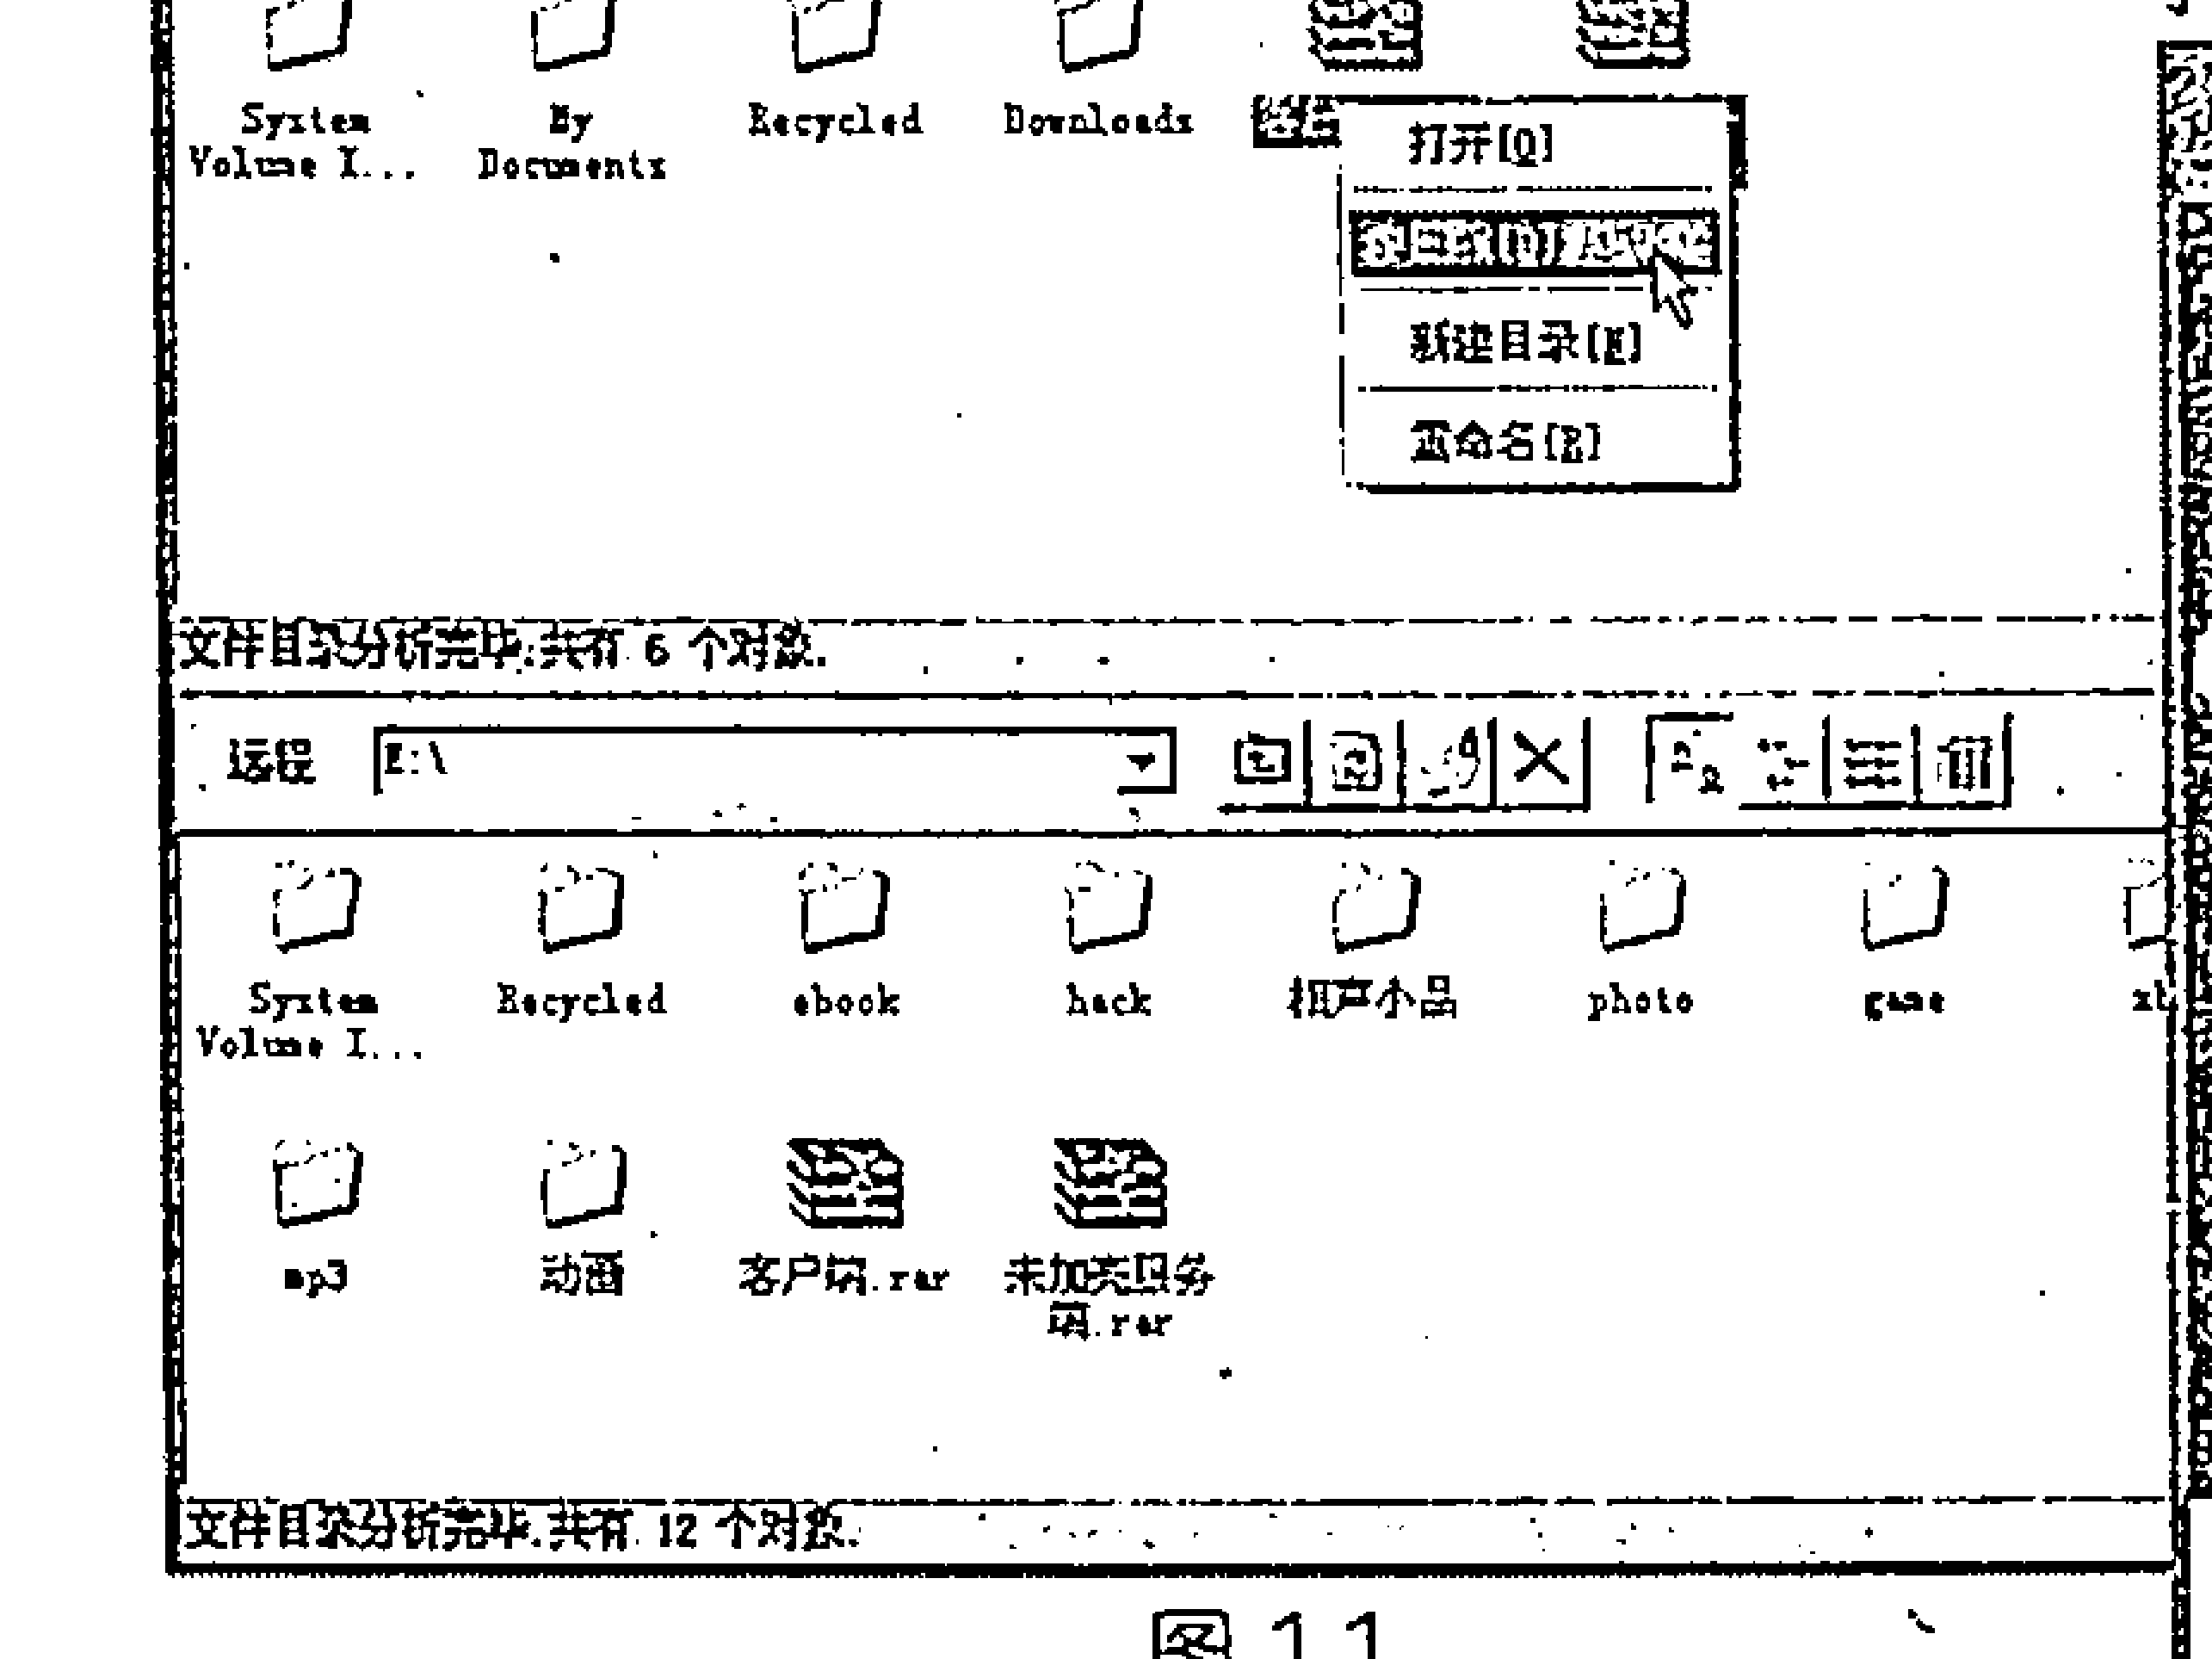 System
Volume I...
My
Documents
Recycled
Downloads
打开[O]
新建目录[N]
重命名[R]
文件目录分析完毕.共有 6 个对象.
远程
E:\
System
Volume I...
Recycled
ebook
hack
相声小品
photo
game
mp3
动画
客户端.rar
未加壳服务
端.rar
文件目录分析完毕.共有 12 个对象.
图 11